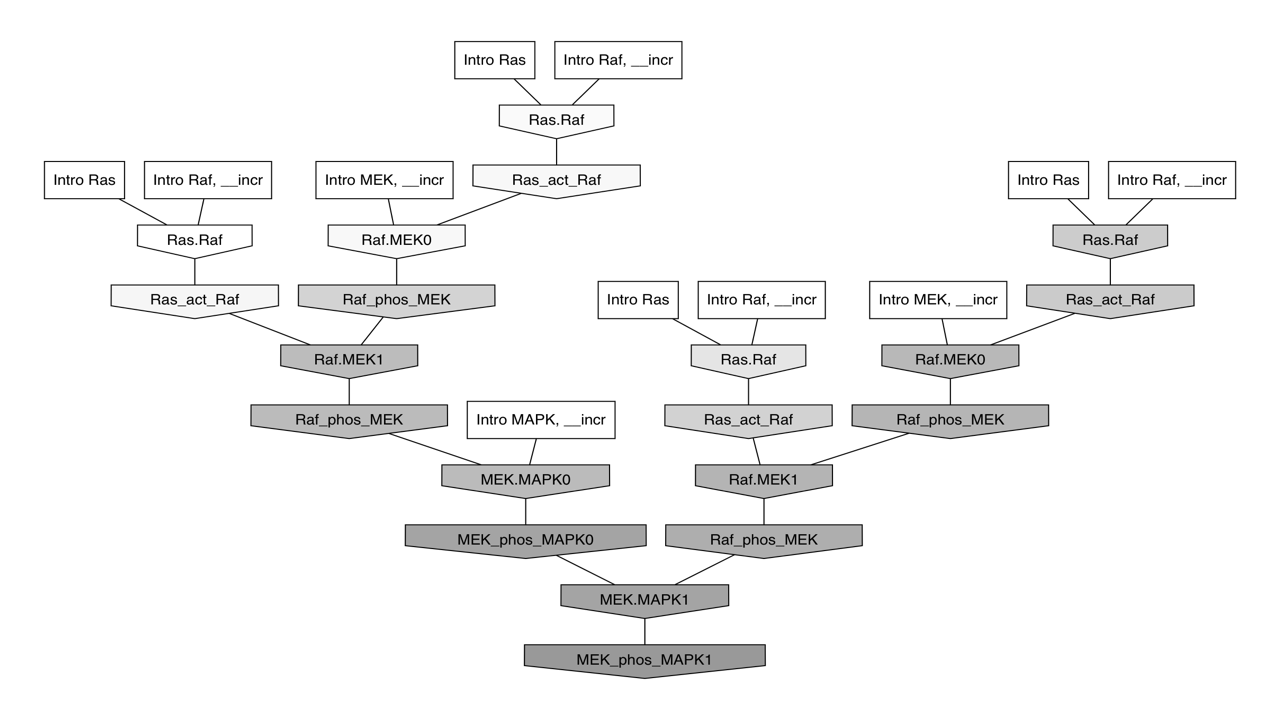 Intro Ras
Intro Raf, __incr
Ras.Raf
Intro Ras
Intro Raf, __incr
Intro MEK, __incr
Ras_act_Raf
Intro Ras
Intro Raf, __incr
Ras.Raf
Raf.MEK0
Ras.Raf
Ras_act_Raf
Raf_phos_MEK
Intro Ras
Intro Raf, __incr
Intro MEK, __incr
Ras_act_Raf
Raf.MEK1
Ras.Raf
Raf.MEK0
Raf_phos_MEK
Intro MAPK, __incr
Ras_act_Raf
Raf_phos_MEK
MEK.MAPK0
Raf.MEK1
MEK_phos_MAPK0
Raf_phos_MEK
MEK.MAPK1
MEK_phos_MAPK1